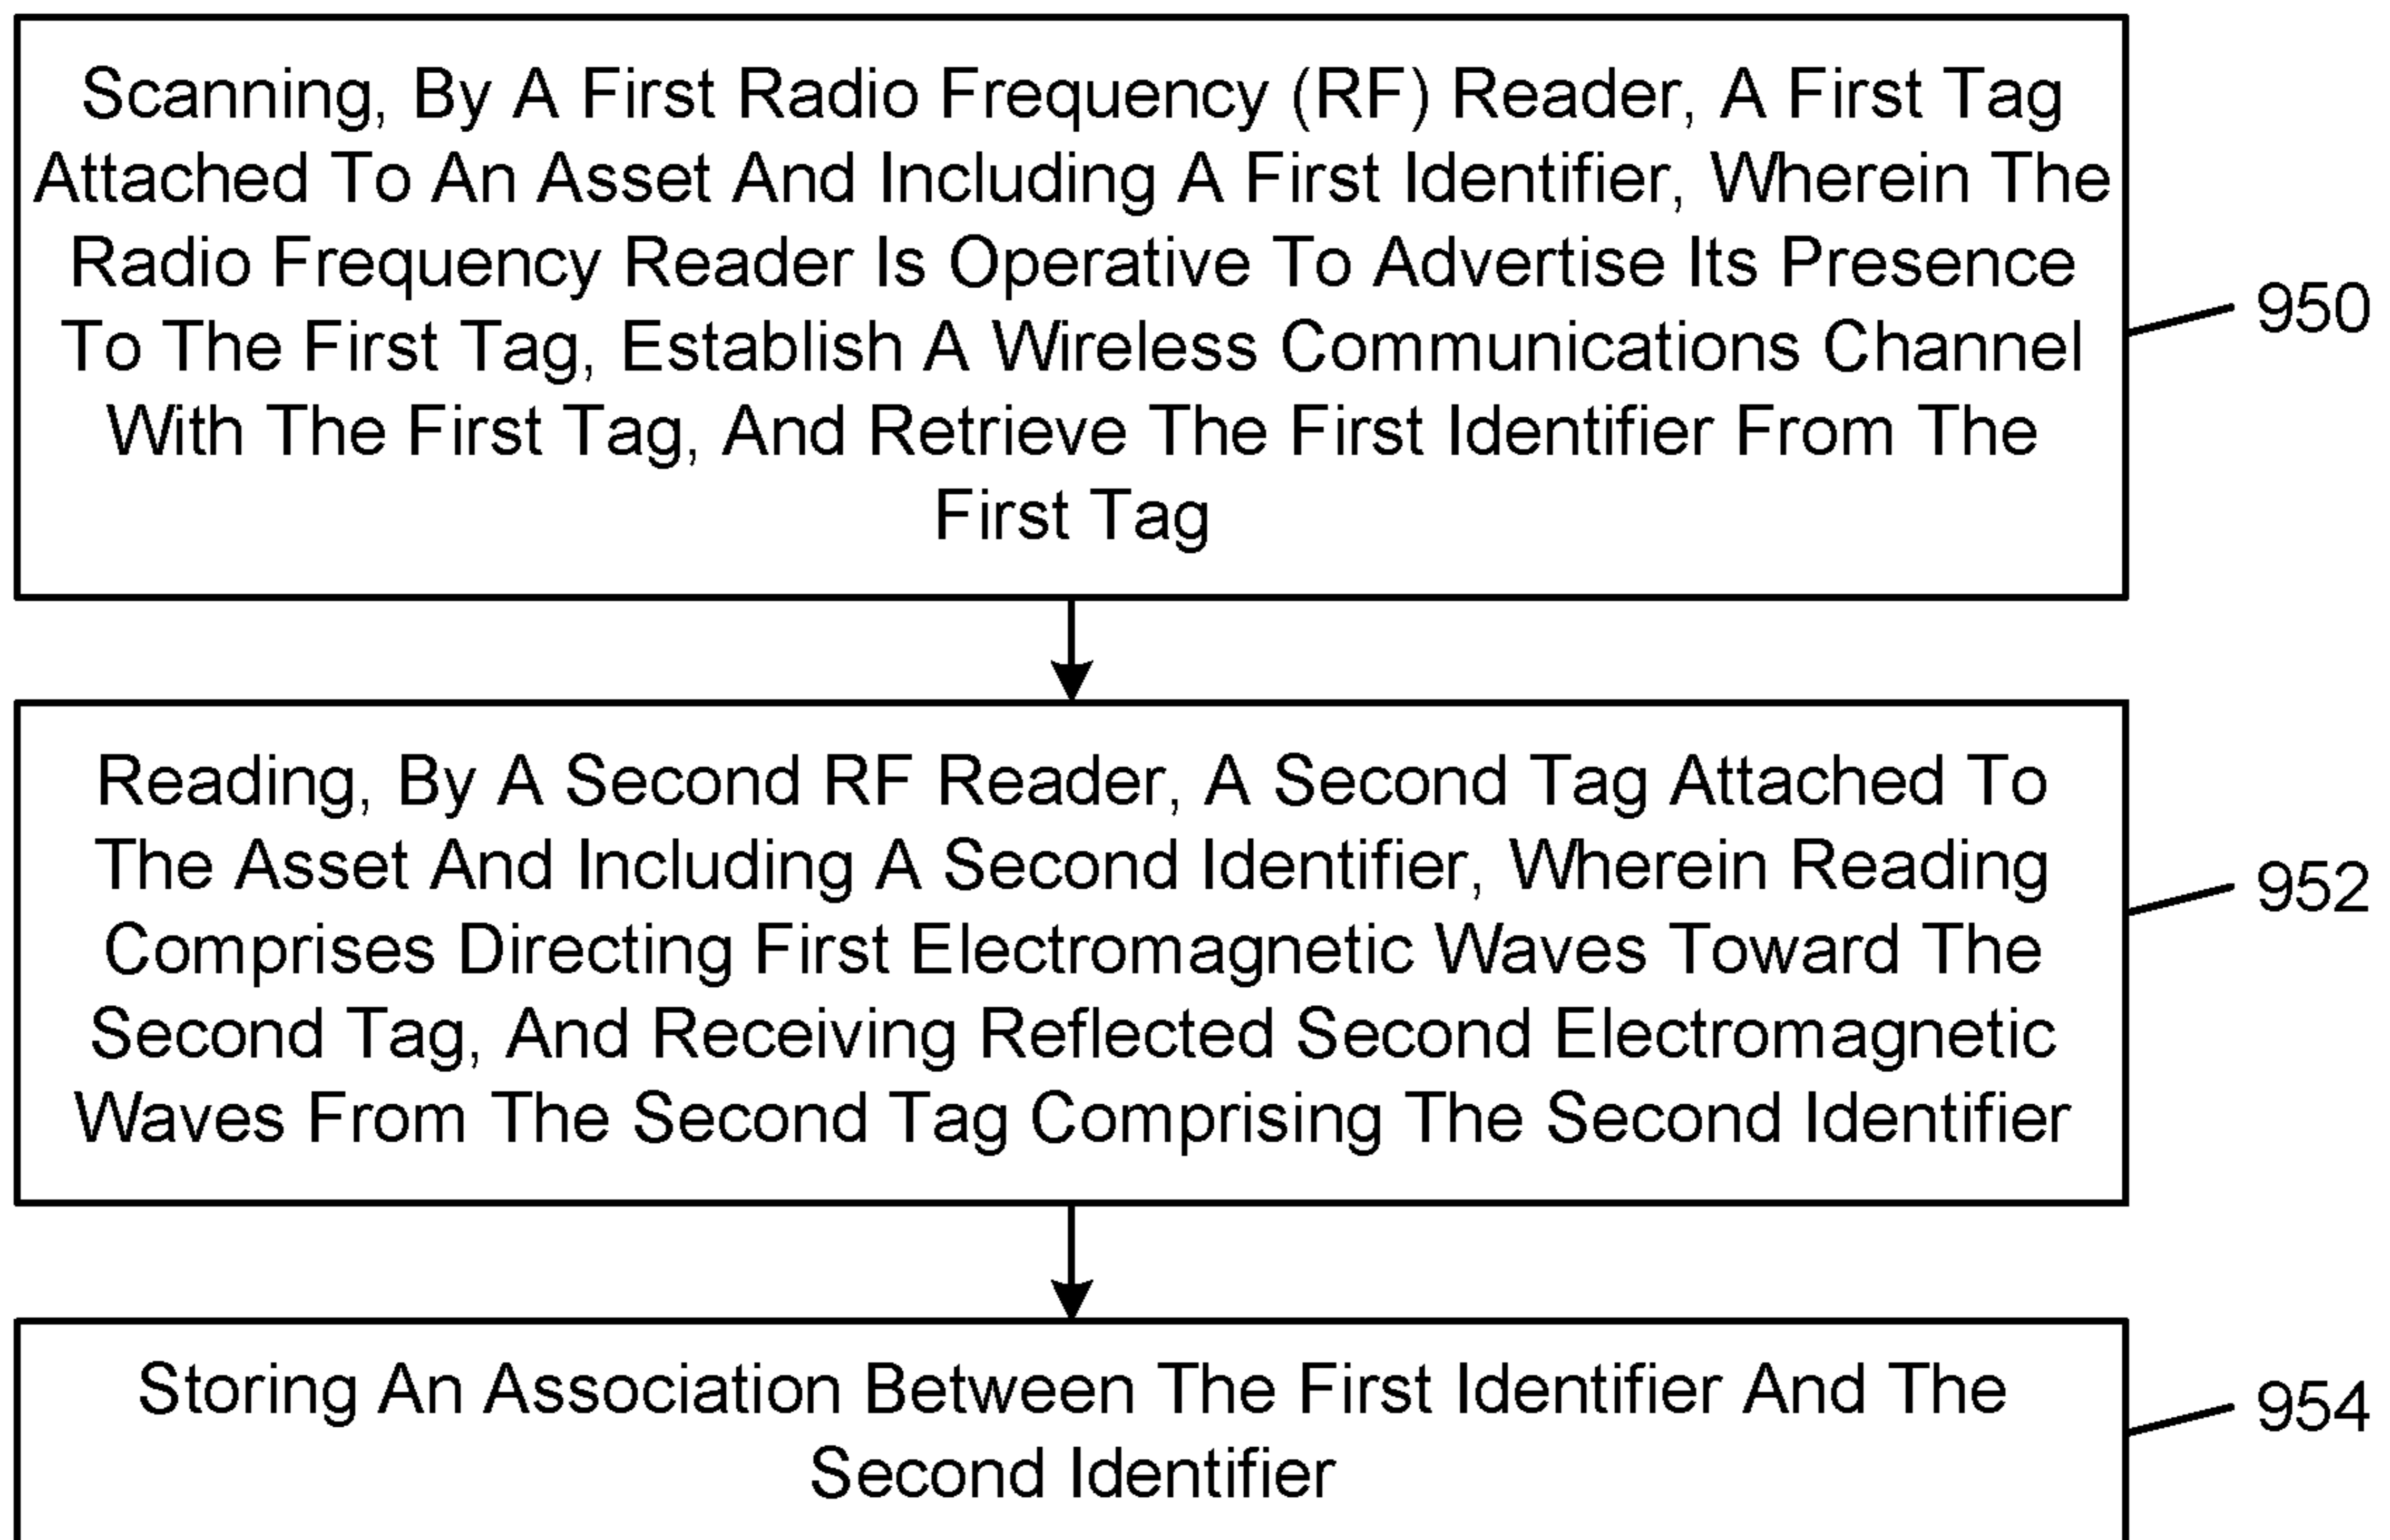 Scanning, By A First Radio Frequency (RF) Reader, A First Tag
Attached To An Asset And Including A First Identifier, Wherein The
Radio Frequency Reader Is Operative To Advertise Its Presence
To The First Tag, Establish A Wireless Communications Channel
With The First Tag, And Retrieve The First Identifier From The
First Tag
950
Reading, By A Second RF Reader, A Second Tag Attached To
The Asset And Including A Second Identifier, Wherein Reading
Comprises Directing First Electromagnetic Waves Toward The
Second Tag, And Receiving Reflected Second Electromagnetic
Waves From The Second Tag Comprising The Second Identifier
952
Storing An Association Between The First Identifier And The
Second Identifier
954